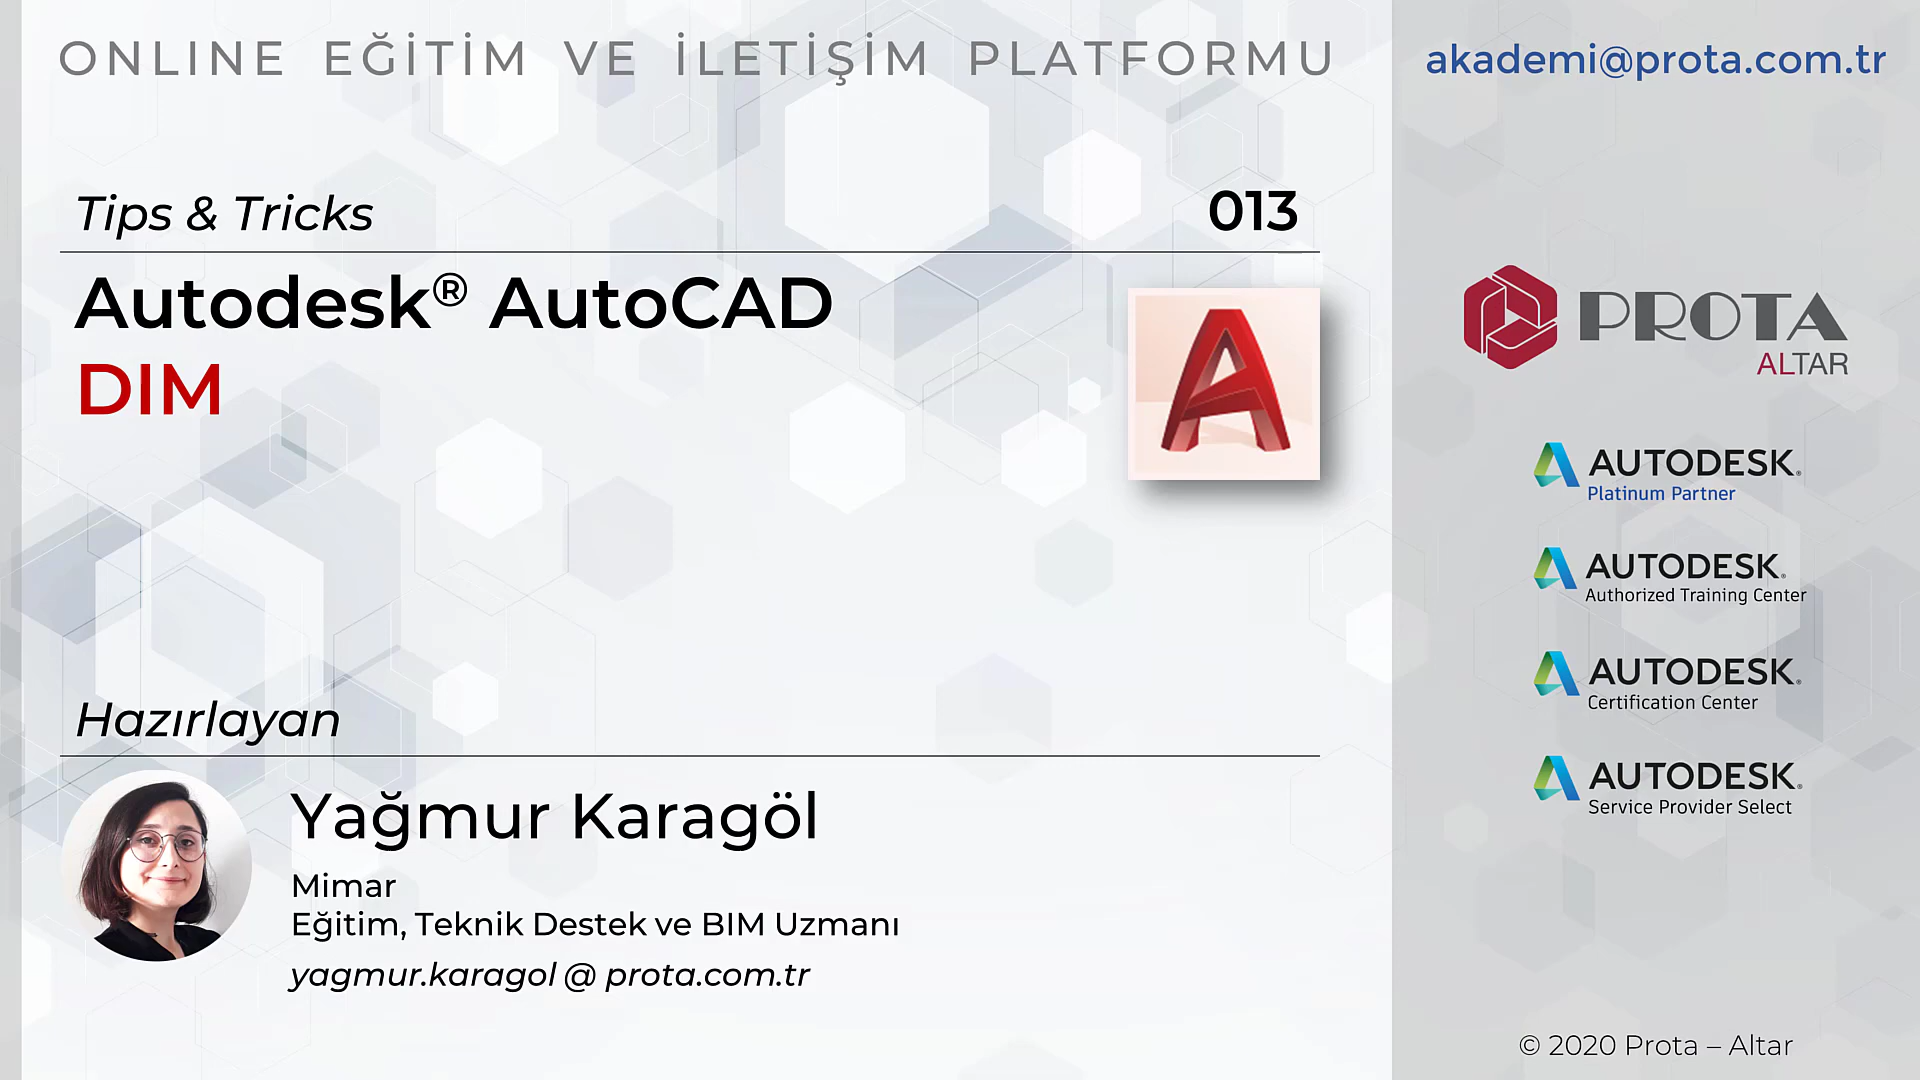 ONLINE EĞİTİM VE İLETİŞİM PLATFORMU
akademi@prota.com.tr
Tips & Tricks 013
Autodesk® AutoCAD
DIM
PROTA
ALTAR
AUTODESK®
Platinum Partner
AUTODESK®
Authorized Training Center
AUTODESK®
Certification Center
AUTODESK®
Service Provider Select
Hazırlayan
Yağmur Karagöl
Mimar
Eğitim, Teknik Destek ve BIM Uzmanı
yagmur.karagol @ prota.com.tr
© 2020 Prota – Altar